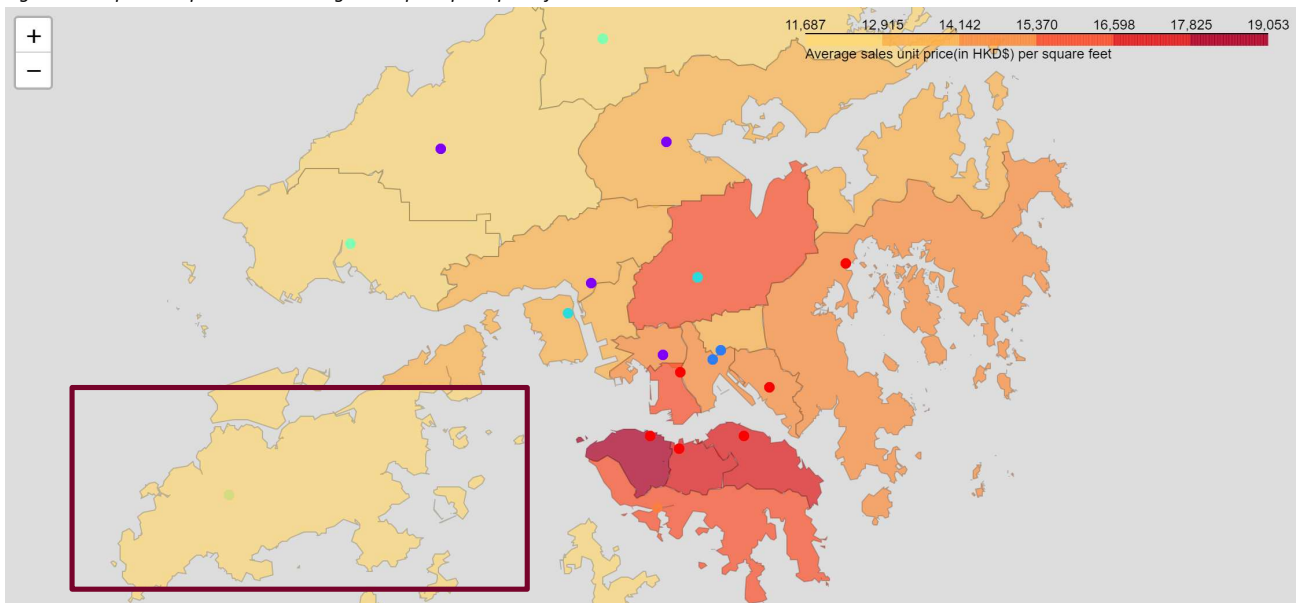 +
−
11,687 12,915 14,142 15,370 16,598 17,825 19,053
Average sales unit price(in HKD$) per square feet